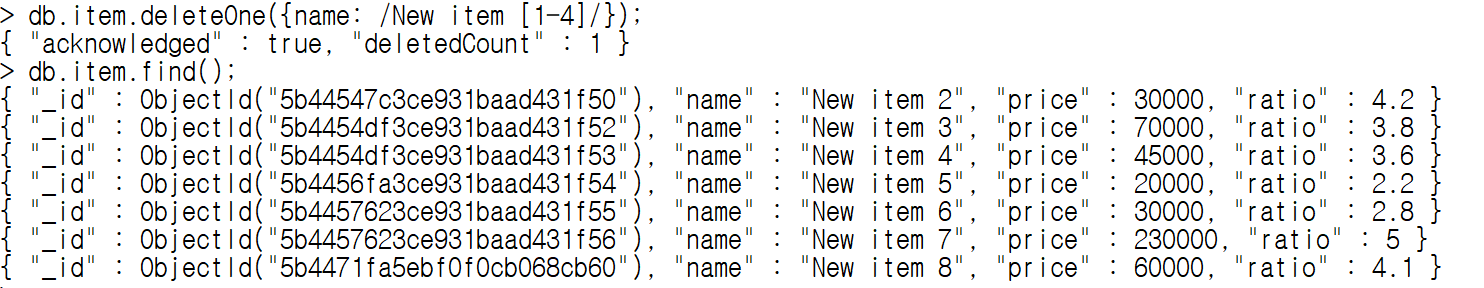 > db.item.deleteOne({name: /New item [1-4]/});
{ "acknowledged" : true, "deletedCount" : 1 }
> db.item.find();
{ "_id" : ObjectId("5b44547c3ce931baad431f50"), "name" : "New item 2", "price" : 30000, "ratio" : 4.2 }
{ "_id" : ObjectId("5b4454df3ce931baad431f52"), "name" : "New item 3", "price" : 70000, "ratio" : 3.8 }
{ "_id" : ObjectId("5b4454df3ce931baad431f53"), "name" : "New item 4", "price" : 45000, "ratio" : 3.6 }
{ "_id" : ObjectId("5b4456fa3ce931baad431f54"), "name" : "New item 5", "price" : 20000, "ratio" : 2.2 }
{ "_id" : ObjectId("5b4457623ce931baad431f55"), "name" : "New item 6", "price" : 30000, "ratio" : 2.8 }
{ "_id" : ObjectId("5b4457623ce931baad431f56"), "name" : "New item 7", "price" : 230000, "ratio" : 5 }
{ "_id" : ObjectId("5b4471fa5ebf0f0cb068cb60"), "name" : "New item 8", "price" : 60000, "ratio" : 4.1 }